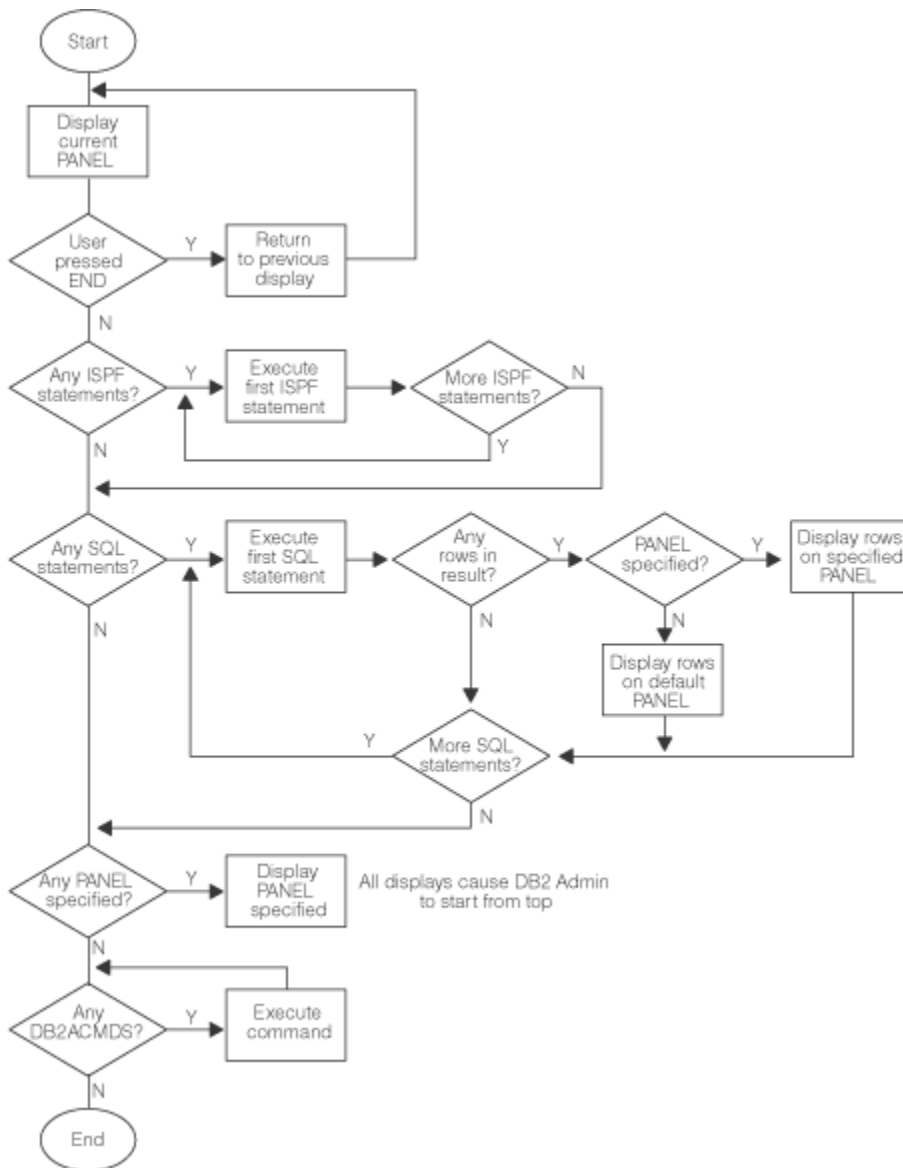 Start
Display
current
PANEL
User
pressed
END
Y
Return
to previous
display
N
Any ISPF
statements?
Y
Execute
first ISPF
statement
More ISPF
statements?
N
Y
N
Any SQL
statements?
Y
Execute
first SQL
statement
Any
rows in
result?
Y
PANEL
specified?
Y
Display rows
on specified
PANEL
N
N
N
Display rows
on default
PANEL
Y
More SQL
statements?
N
Any PANEL
specified?
Y
Display
PANEL
specified
All displays cause DB2 Admin
to start from top
N
Any
DB2ACMDS?
Y
Execute
command
N
End